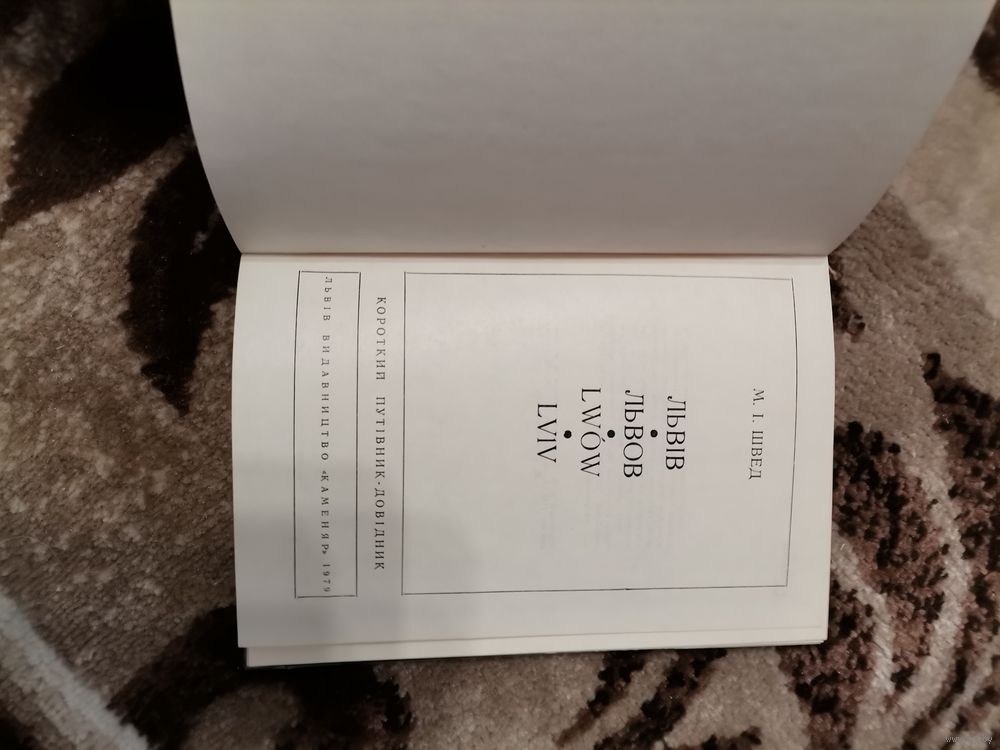 М. І. ШВЕД
ЛЬВІВ
ЛЬВОВ
LWÓW
LVIV
КОРОТКИЙ ПУТІВНИК-ДОВІДНИК
ЛЬВІВ ВИДАВНИЦТВО «КАМЕНЯР» 1979